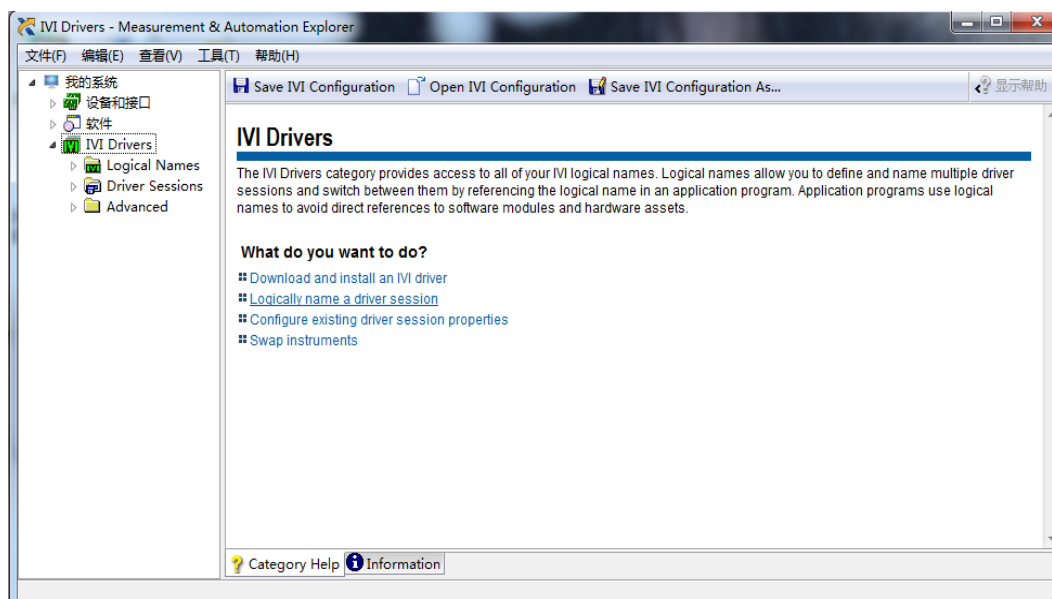 IVI Drivers - Measurement & Automation Explorer
文件(F) 编辑(E) 查看(V) 工具(T) 帮助(H)
我的系统
设备和接口
软件
IVI Drivers
Logical Names
Driver Sessions
Advanced
Save IVI Configuration Open IVI Configuration Save IVI Configuration As... 显示帮助
IVI Drivers
The IVI Drivers category provides access to all of your IVI logical names. Logical names allow you to define and name multiple driver
sessions and switch between them by referencing the logical name in an application program. Application programs use logical
names to avoid direct references to software modules and hardware assets.
What do you want to do?
Download and install an IVI driver
Logically name a driver session
Configure existing driver session properties
Swap instruments
Category Help Information